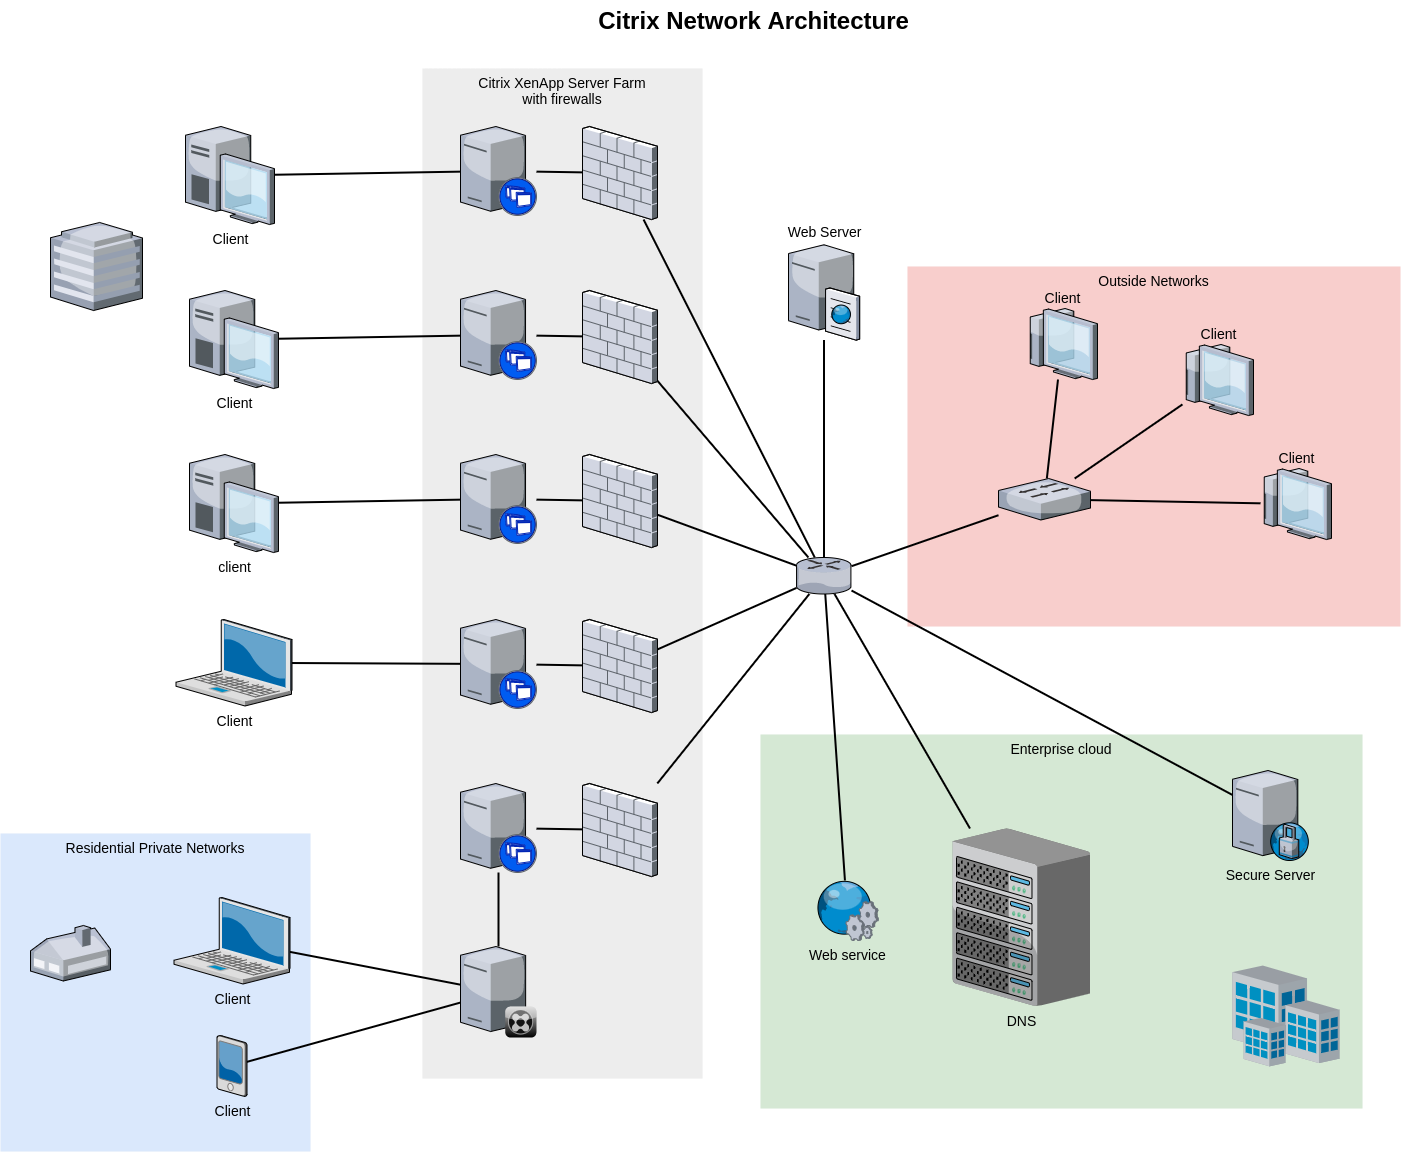 Citrix Network Architecture
Citrix XenApp Server Farm
with firewalls
Client
Web Server
Outside Networks
Client
Client
Client
Client
client
Client
Enterprise cloud
Residential Private Networks
Secure Server
Web service
Client
DNS
Client